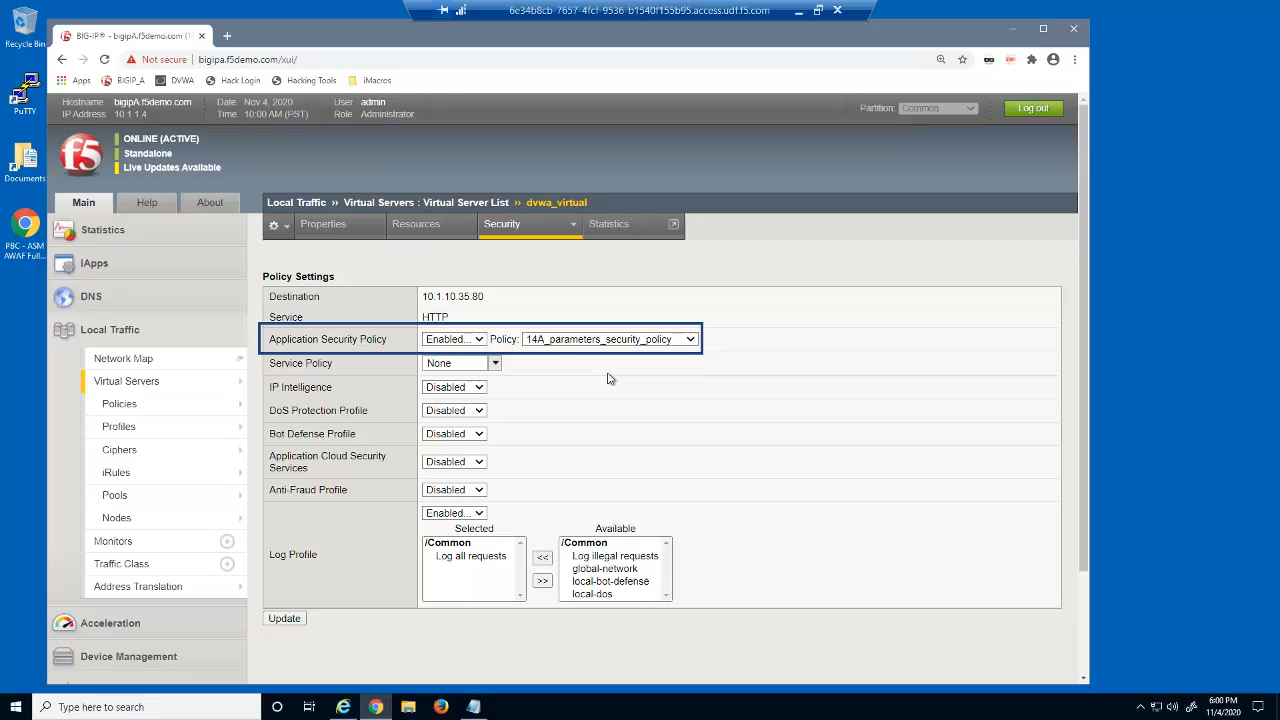 6e34b8cb-7657-4fcf-9536-b1540f155b95.access.udf.f5.com
Recycle Bin
PuTTY
Documents
PBC - ASM
AWAF Full...
BIG-IP® - bigipA.f5demo.com (1
Not secure
bigipa.f5demo.com/xui/
Apps
BIGIP_A
DVWA
Hack Login
Hacking Tools
iMacros
Hostname bigipA.f5demo.com
IP Address 10.1.1.4
Date Nov 4, 2020
Time 10:00 AM (PST)
User admin
Role Administrator
Partition: Common
Log out
f5
ONLINE (ACTIVE)
Standalone
Live Updates Available
Main
Help
About
Local Traffic ›› Virtual Servers : Virtual Server List ›› dvwa_virtual
Properties
Resources
Security
Statistics
Statistics
IApps
DNS
Local Traffic
Network Map
Virtual Servers
Policies
Profiles
Ciphers
iRules
Pools
Nodes
Monitors
Traffic Class
Address Translation
Acceleration
Device Management
Policy Settings
Destination 10.1.10.35:80
Service HTTP
Application Security Policy Enabled... Policy: 14A_parameters_security_policy
Service Policy None
IP Intelligence Disabled
DoS Protection Profile Disabled
Bot Defense Profile Disabled
Application Cloud Security
Services
Disabled
Anti-Fraud Profile Disabled
Log Profile
Enabled...
Selected
/Common
Log all requests
<<
>>
Available
/Common
Log illegal requests
global-network
local-bot-defense
local-dos
Update
Type here to search
6:00 PM
11/4/2020